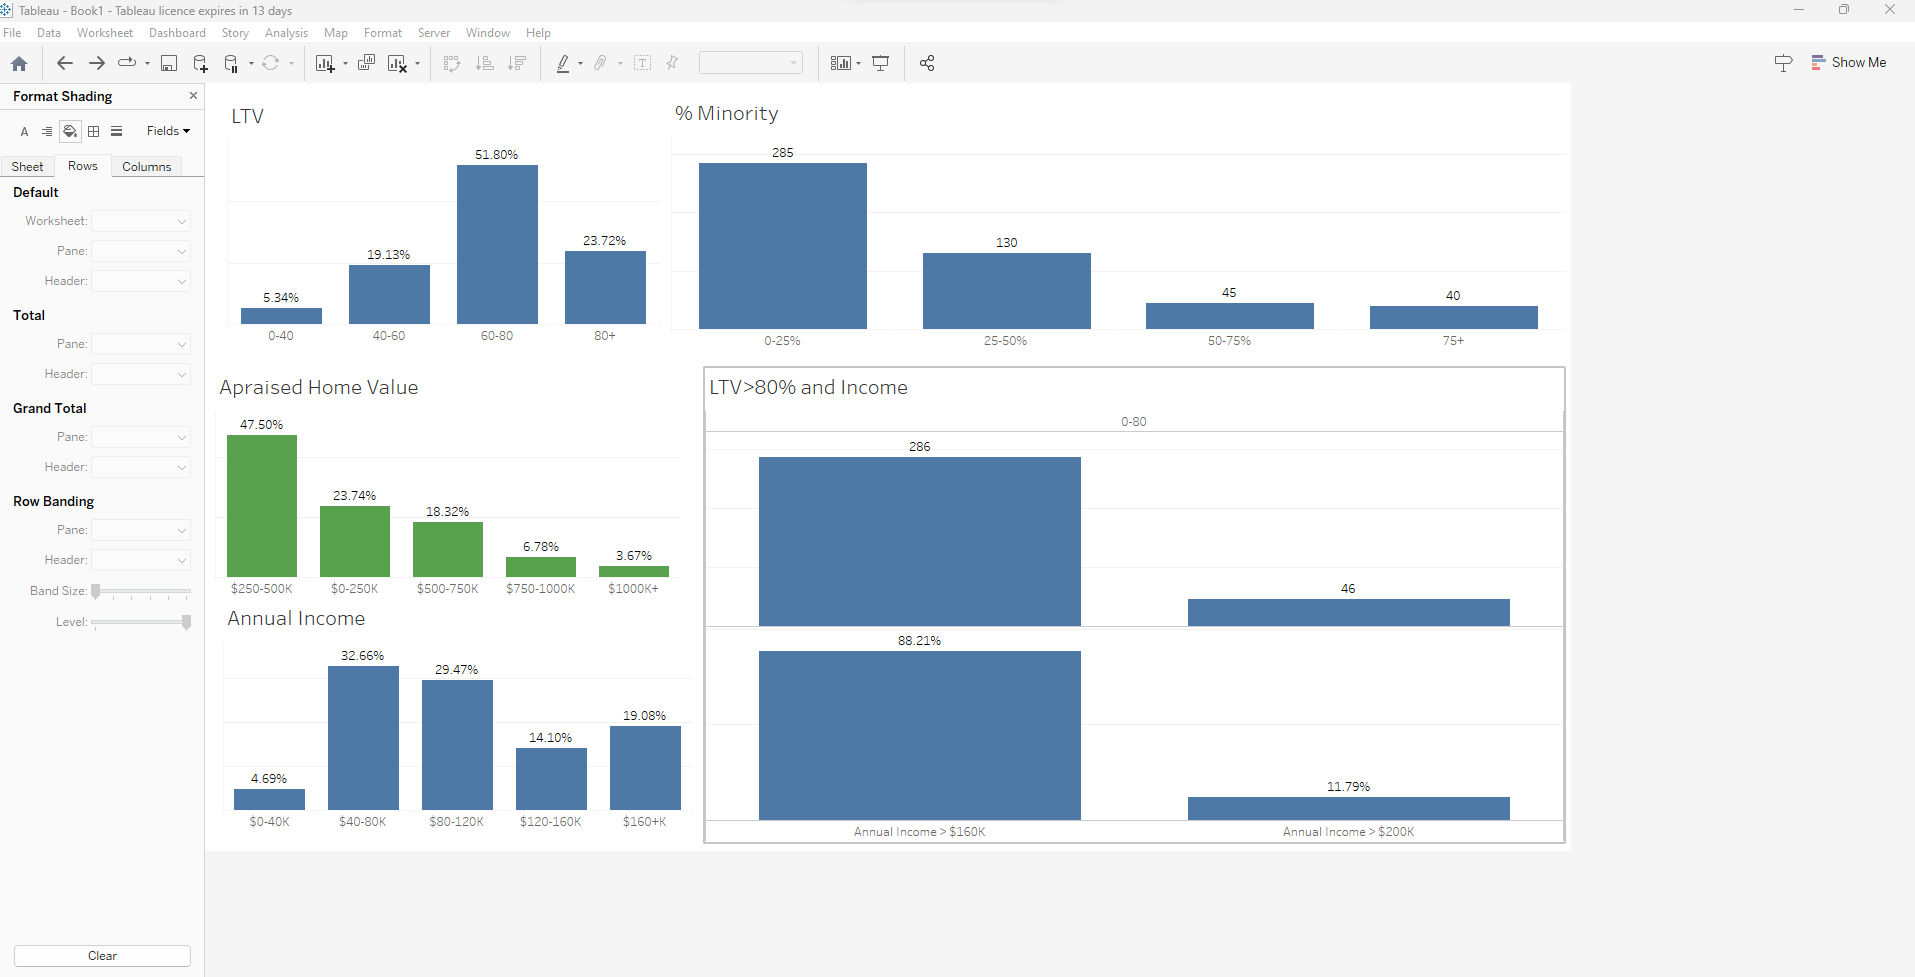 Tableau - Book1 - Tableau licence expires in 13 days
File Data Worksheet Dashboard Story Analysis Map Format Server Window Help
Show Me
Format Shading
A Fields
Sheet Rows Columns
Default
Worksheet:
Pane:
Header:
Total
Pane:
Header:
Grand Total
Pane:
Header:
Row Banding
Pane:
Header:
Band Size:
Level:
Clear
LTV
51.80%
23.72%
19.13%
5.34%
0-40 40-60 60-80 80+
% Minority
285
130
45 40
0-25% 25-50% 50-75% 75+
Apraised Home Value
47.50%
23.74%
18.32%
6.78%
3.67%
$250-500K $0-250K $500-750K $750-1000K $1000K+
Annual Income
32.66%
29.47%
19.08%
14.10%
4.69%
$0-40K $40-80K $80-120K $120-160K $160+K
LTV>80% and Income
0-80
286
46
88.21%
11.79%
Annual Income > $160K Annual Income > $200K